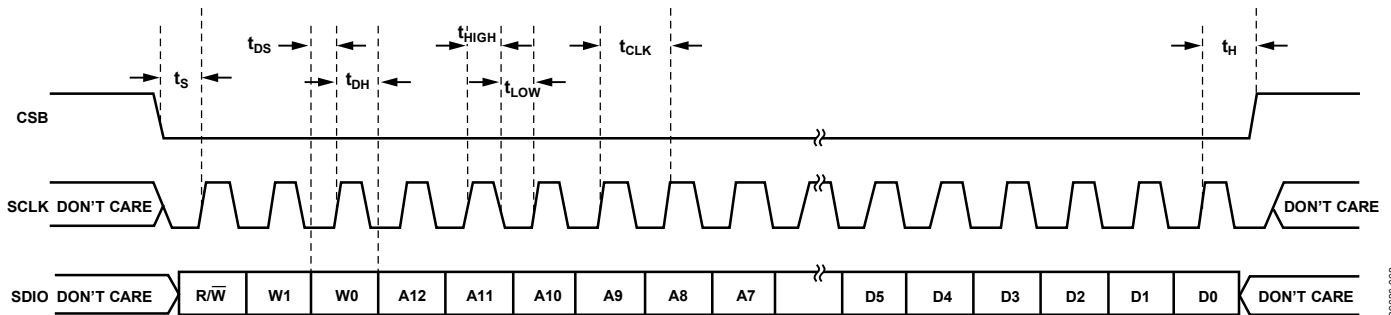 tDS
tHIGH
tCLK
tH
tS
tDH
tLOW
CSB
SCLK DON'T CARE
DON'T CARE
SDIO DON'T CARE
R/W̅
W1
W0
A12
A11
A10
A9
A8
A7
D5
D4
D3
D2
D1
D0
DON'T CARE